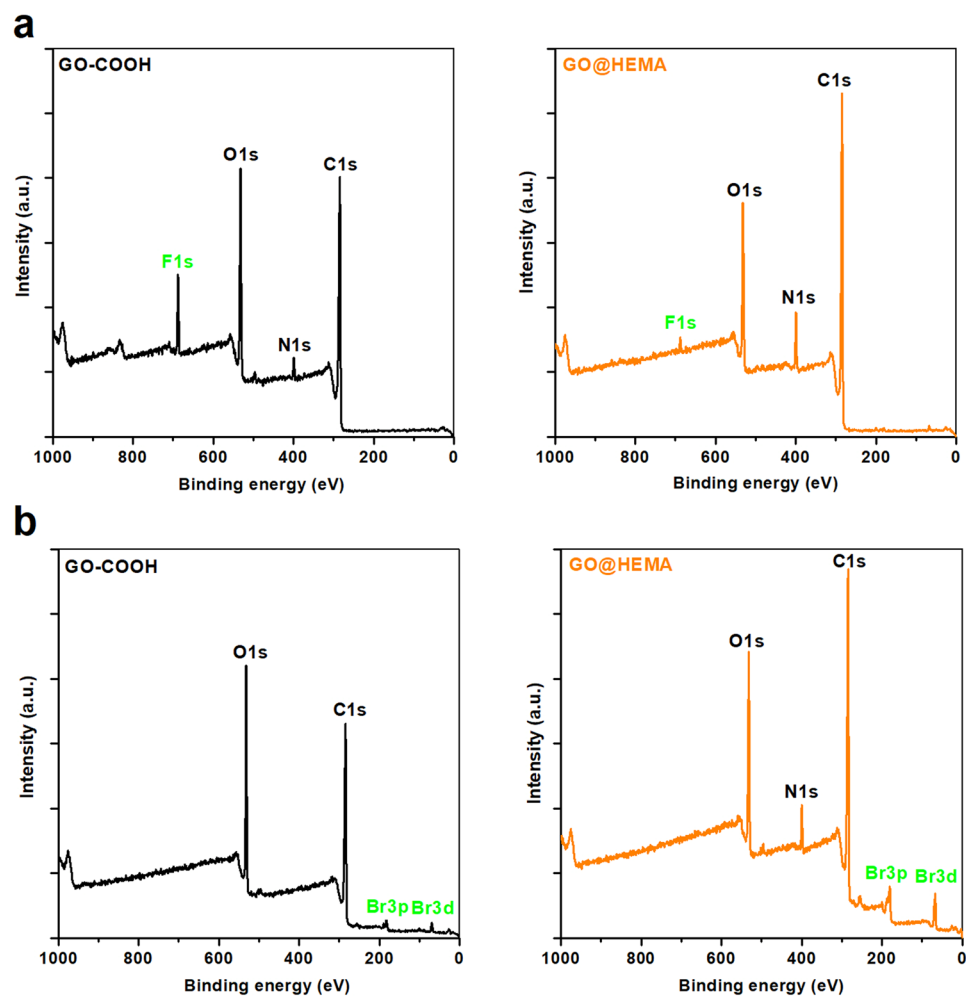 a
GO-COOH
O1s
C1s
F1s
N1s
Intensity (a.u.)
1000 800 600 400 200 0
Binding energy (eV)
GO@HEMA
C1s
O1s
N1s
F1s
Intensity (a.u.)
1000 800 600 400 200 0
Binding energy (eV)
b
GO-COOH
O1s
C1s
Br3p Br3d
Intensity (a.u.)
1000 800 600 400 200 0
Binding energy (eV)
GO@HEMA
C1s
O1s
N1s
Br3p Br3d
Intensity (a.u.)
1000 800 600 400 200 0
Binding energy (eV)